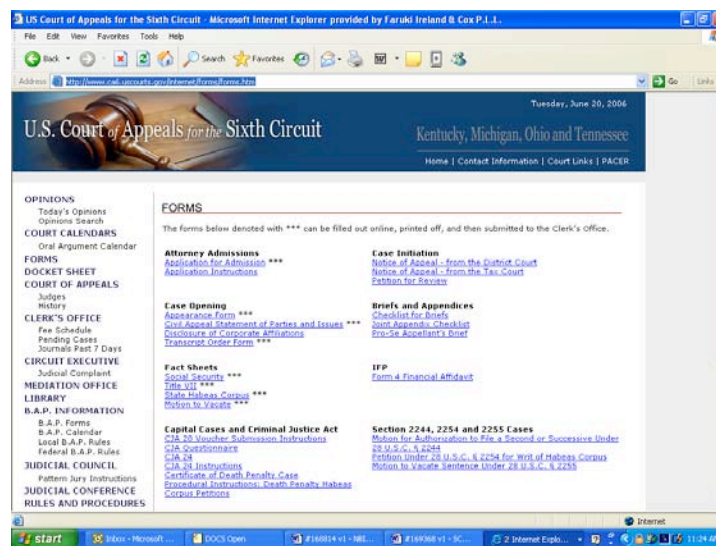 US Court of Appeals for the Sixth Circuit - Microsoft Internet Explorer provided by Faruki Ireland & Cox P.L.L.
File Edit View Favorites Tools Help
Back Search Favorites
Address http://www.ca6.uscourts.gov/internet/forms/forms.htm Go Links
Tuesday, June 20, 2006
U.S. Court of Appeals for the Sixth Circuit
Kentucky, Michigan, Ohio and Tennessee
Home | Contact Information | Court Links | PACER
OPINIONS
Today's Opinions
Opinions Search
COURT CALENDARS
Oral Argument Calendar
FORMS
DOCKET SHEET
COURT OF APPEALS
Judges
History
CLERK'S OFFICE
Fee Schedule
Pending Cases
Journals Past 7 Days
CIRCUIT EXECUTIVE
Judicial Complaint
MEDIATION OFFICE
LIBRARY
B.A.P. INFORMATION
B.A.P. Forms
B.A.P. Calendar
Local B.A.P. Rules
Federal B.A.P. Rules
JUDICIAL COUNCIL
Pattern Jury Instructions
JUDICIAL CONFERENCE
RULES AND PROCEDURES
FORMS
The forms below denoted with *** can be filled out online, printed off, and then submitted to the Clerk's Office.
Attorney Admissions
Application for Admission ***
Application Instructions
Case Initiation
Notice of Appeal - from the District Court
Notice of Appeal - from the Tax Court
Petition for Review
Case Opening
Appearance Form ***
Civil Appeal Statement of Parties and Issues ***
Disclosure of Corporate Affiliations
Transcript Order Form ***
Briefs and Appendices
Checklist for Briefs
Joint Appendix Checklist
Pro-Se Appellant's Brief
Fact Sheets
Social Security ***
Title VII ***
State Habeas Corpus ***
Motion to Vacate ***
IFP
Form 4 Financial Affidavit
Capital Cases and Criminal Justice Act
CJA 20 Voucher Submission Instructions
CJA Questionnaire
CJA 24
CJA 24 Instructions
Certificate of Death Penalty Case
Procedural Instructions: Death Penalty Habeas
Corpus Petitions
Section 2244, 2254 and 2255 Cases
Motion for Authorization to File a Second or Successive Under
28 U.S.C. § 2244
Petition Under 28 U.S.C. § 2254 for Writ of Habeas Corpus
Motion to Vacate Sentence Under 28 U.S.C. § 2255
Internet
start Inbox - Microsoft ... DOCS Open #160814 v1 - #169368 v1 - SC... 2 Internet Explo... 11:24 AM